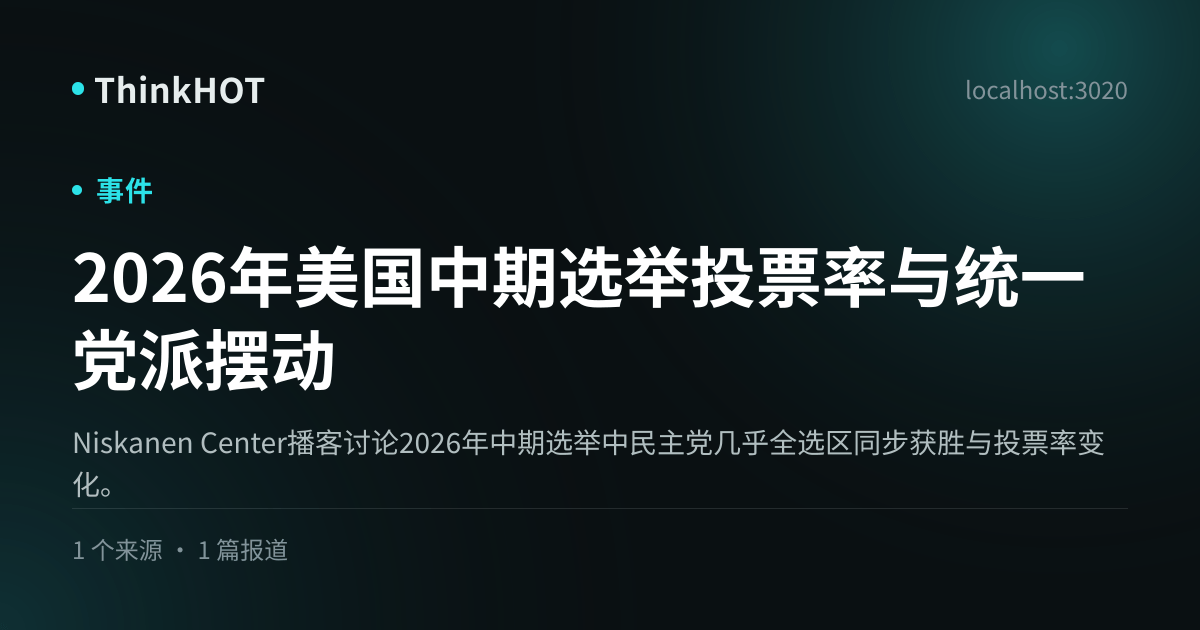 ThinkHOT
localhost:3020
事件
2026年美国中期选举投票率与统一
党派摆动
Niskanen Center播客讨论2026年中期选举中民主党几乎全选区同步获胜与投票率变
化。
1 个来源 · 1 篇报道